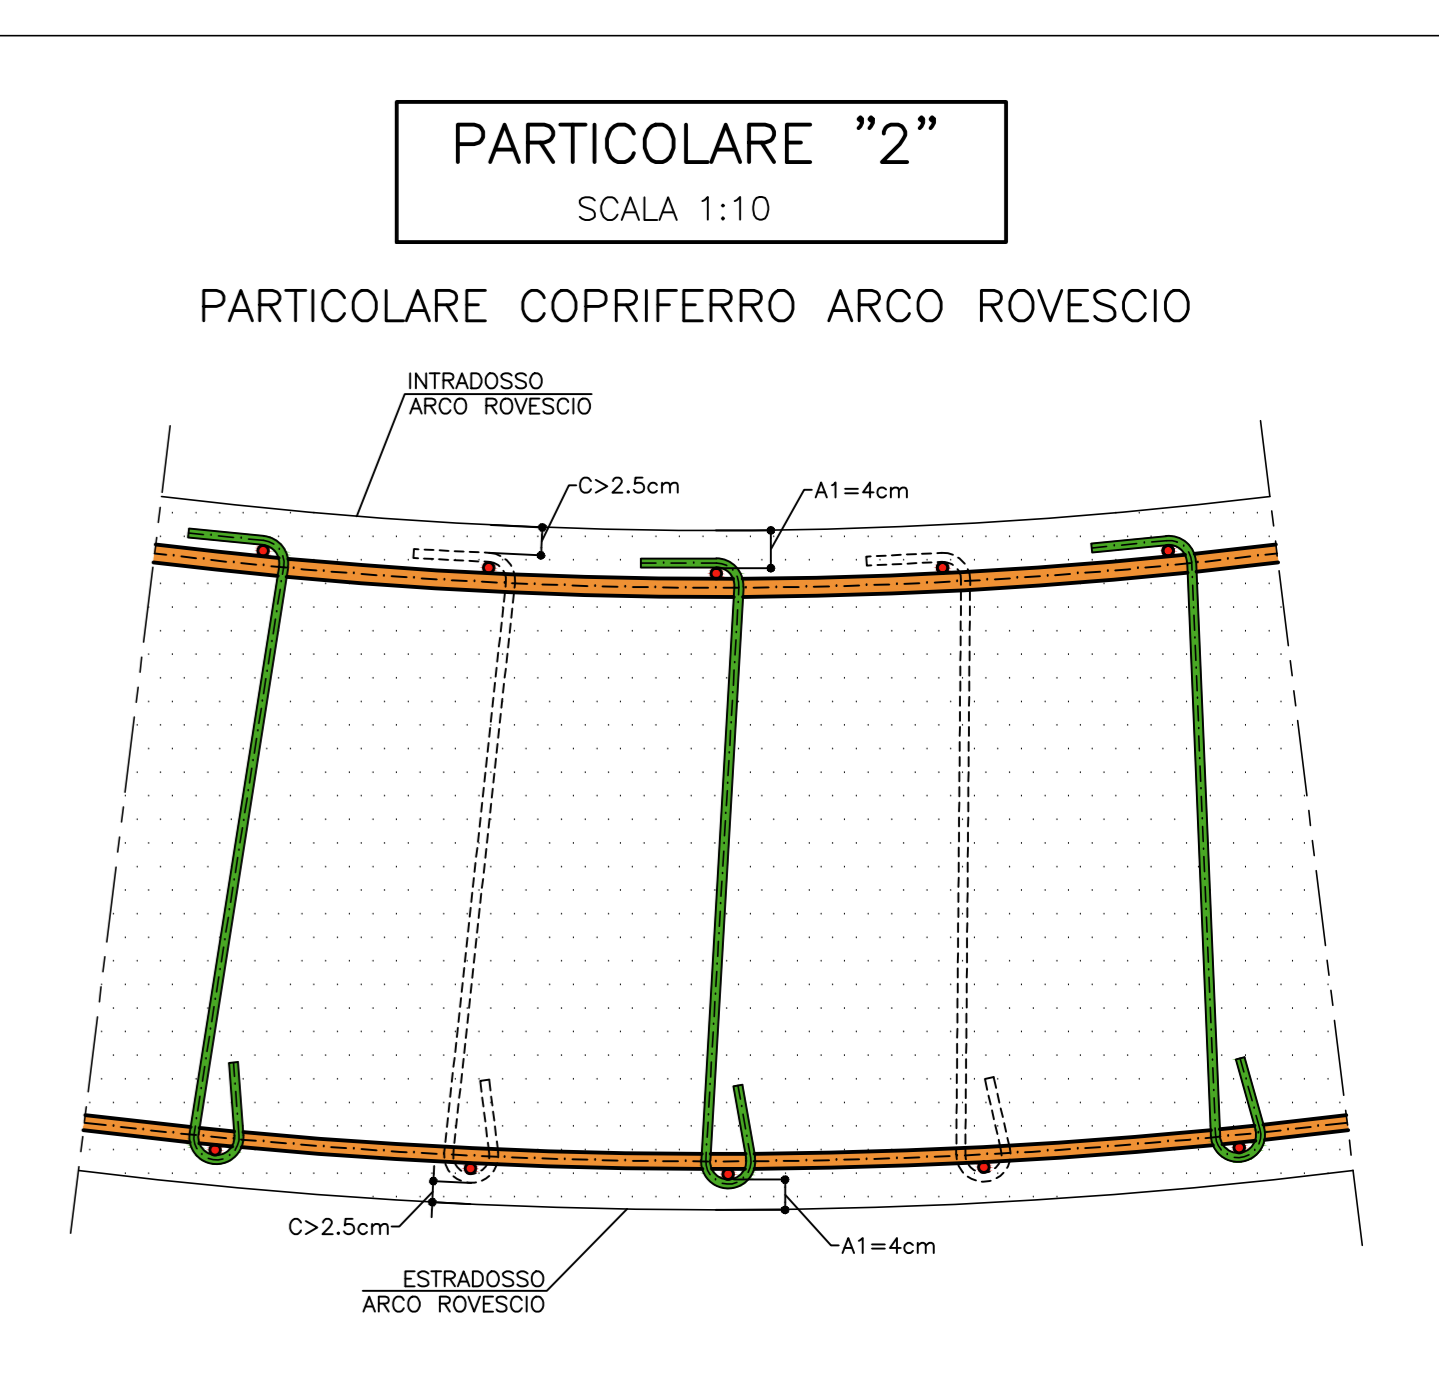 PARTICOLARE "2"
SCALA 1:10
PARTICOLARE COPRIFERRO ARCO ROVESCIO
INTRADOSSO
ARCO ROVESCIO
C>2.5cm
A1=4cm
C>2.5cm
A1=4cm
ESTRADOSSO
ARCO ROVESCIO